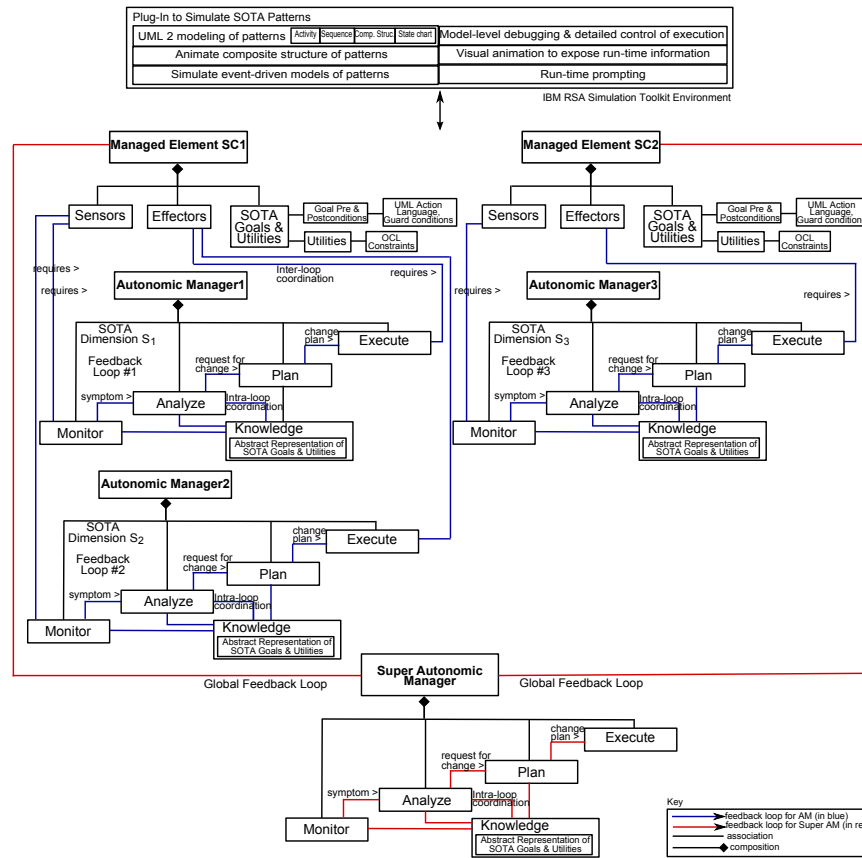 Plug-In to Simulate SOTA Patterns
UML 2 modeling of patterns
Activity
Sequence
Comp. Struc.
State chart
Model-level debugging & detailed control of execution
Animate composite structure of patterns
Visual animation to expose run-time information
Simulate event-driven models of patterns
Run-time prompting
IBM RSA Simulation Toolkit Environment
Managed Element SC1
Sensors
Effectors
SOTA
Goals &
Utilities
Goal Pre &
Postconditions
UML Action
Language,
Guard conditions
Utilities
OCL
Constraints
requires >
requires >
Inter-loop
coordination
requires >
Managed Element SC2
Sensors
Effectors
SOTA
Goals &
Utilities
Goal Pre &
Postconditions
UML Action
Language,
Guard conditions
Utilities
OCL
Constraints
requires >
requires >
Autonomic Manager1
SOTA
Dimension S1
Feedback
Loop #1
change
plan >
Execute
request for
change >
Plan
symptom >
Analyze
Intra-loop
coordination
Monitor
Knowledge
Abstract Representation of
SOTA Goals & Utilities
Autonomic Manager3
SOTA
Dimension S3
Feedback
Loop #3
change
plan >
Execute
request for
change >
Plan
symptom >
Analyze
Intra-loop
coordination
Monitor
Knowledge
Abstract Representation of
SOTA Goals & Utilities
Autonomic Manager2
SOTA
Dimension S2
Feedback
Loop #2
change
plan >
Execute
request for
change >
Plan
symptom >
Analyze
Intra-loop
coordination
Monitor
Knowledge
Abstract Representation of
SOTA Goals & Utilities
Super Autonomic
Manager
Global Feedback Loop
Global Feedback Loop
change
plan >
Execute
request for
change >
Plan
symptom >
Analyze
Intra-loop
coordination
Monitor
Knowledge
Abstract Representation of
SOTA Goals & Utilities
Key
feedback loop for AM (in blue)
feedback loop for Super AM (in re
association
composition